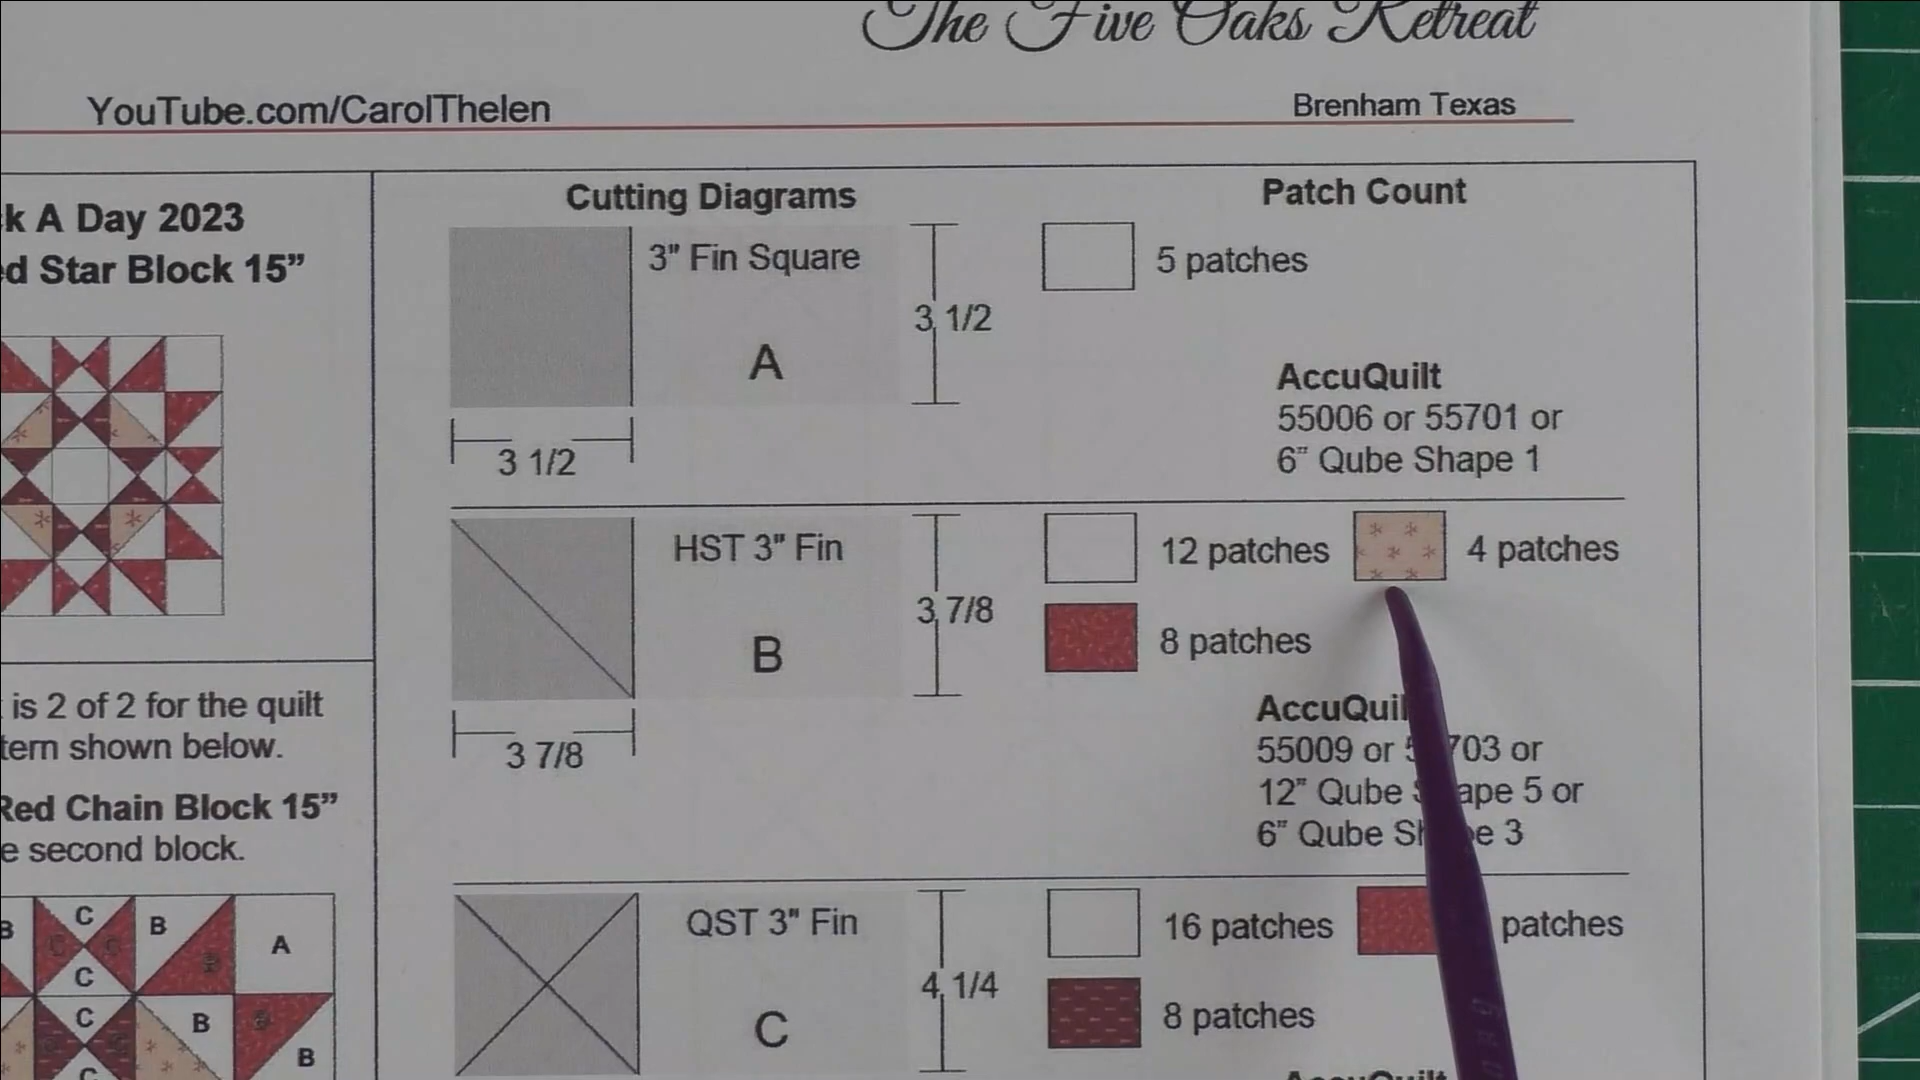 The Five Oaks Retreat
YouTube.com/CarolThelen
Brenham Texas
k A Day 2023
d Star Block 15”
is 2 of 2 for the quilt
tern shown below.
Red Chain Block 15”
e second block.
B
C
C
C
B
B
A
C
B
B
B
C
C
C
Cutting Diagrams
Patch Count
3" Fin Square
A
3 1/2
3 1/2
5 patches
AccuQuilt
55006 or 55701 or
6” Qube Shape 1
HST 3" Fin
B
3 7/8
3 7/8
12 patches
4 patches
8 patches
AccuQuil
55009 or 5 703 or
12” Qube S ape 5 or
6” Qube Sh e 3
QST 3" Fin
C
4 1/4
16 patches
patches
8 patches
AccuQuilt